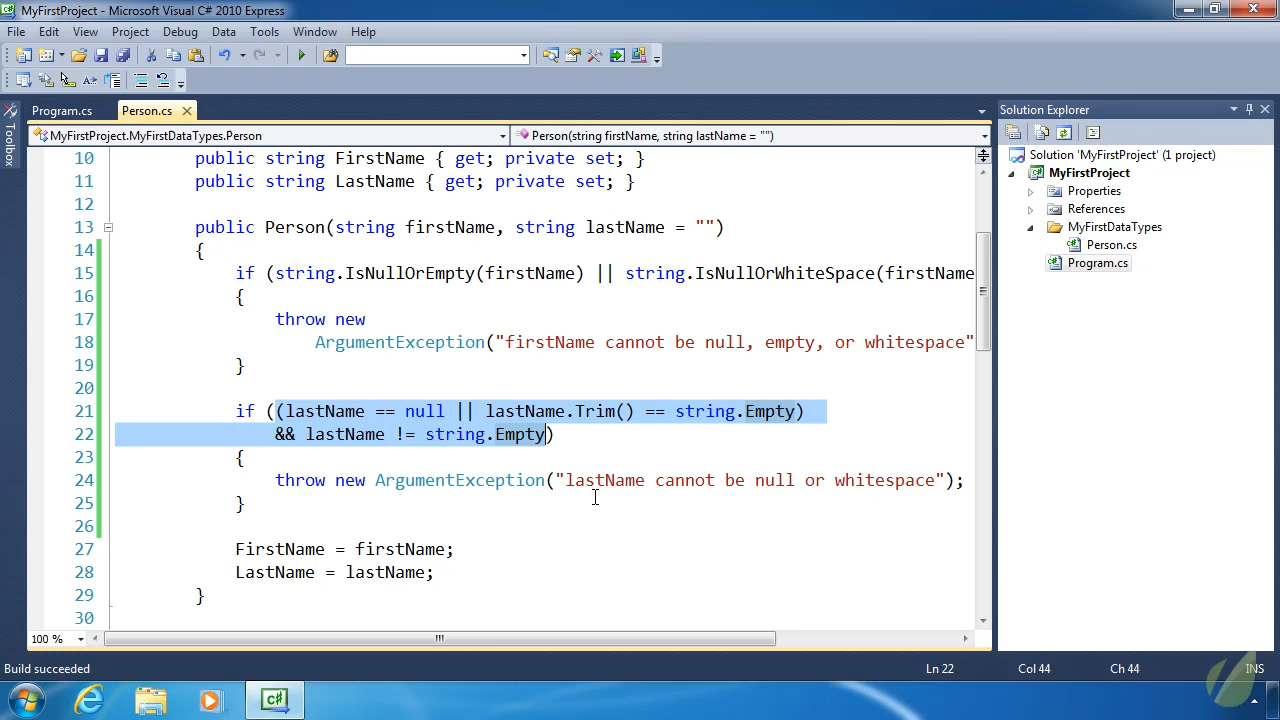 MyFirstProject - Microsoft Visual C# 2010 Express
File Edit View Project Debug Data Tools Window Help
Program.cs Person.cs
Toolbox
MyFirstProject.MyFirstDataTypes.Person Person(string firstName, string lastName = "")
10 public string FirstName { get; private set; }
11 public string LastName { get; private set; }
12
13 public Person(string firstName, string lastName = "")
14 {
15 if (string.IsNullOrEmpty(firstName) || string.IsNullOrWhiteSpace(firstName
16 {
17 throw new
18 ArgumentException("firstName cannot be null, empty, or whitespace"
19 }
20
21 if ((lastName == null || lastName.Trim() == string.Empty)
22 && lastName != string.Empty)
23 {
24 throw new ArgumentException("lastName cannot be null or whitespace");
25 }
26
27 FirstName = firstName;
28 LastName = lastName;
29 }
30
100 %
Solution Explorer
Solution 'MyFirstProject' (1 project)
MyFirstProject
Properties
References
MyFirstDataTypes
Person.cs
Program.cs
Build succeeded Ln 22 Col 44 Ch 44 INS